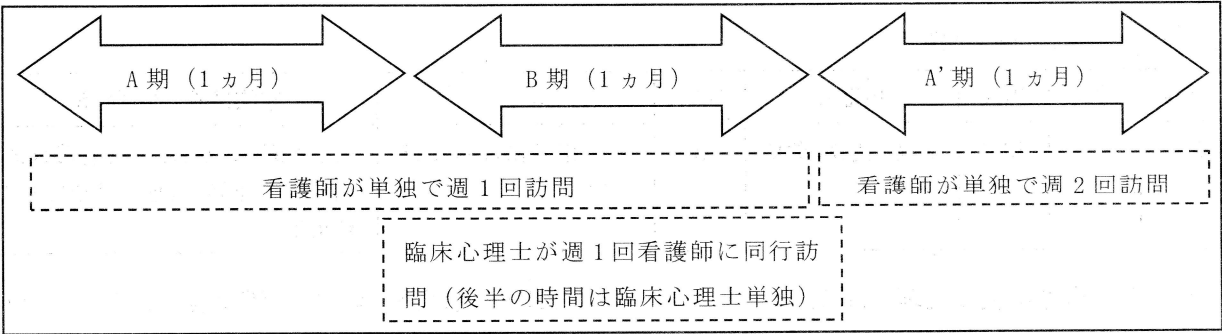 A期（1ヵ月）
B期（1ヵ月）
A'期（1ヵ月）
看護師が単独で週1回訪問
看護師が単独で週2回訪問
臨床心理士が週1回看護師に同行訪
問（後半の時間は臨床心理士単独）